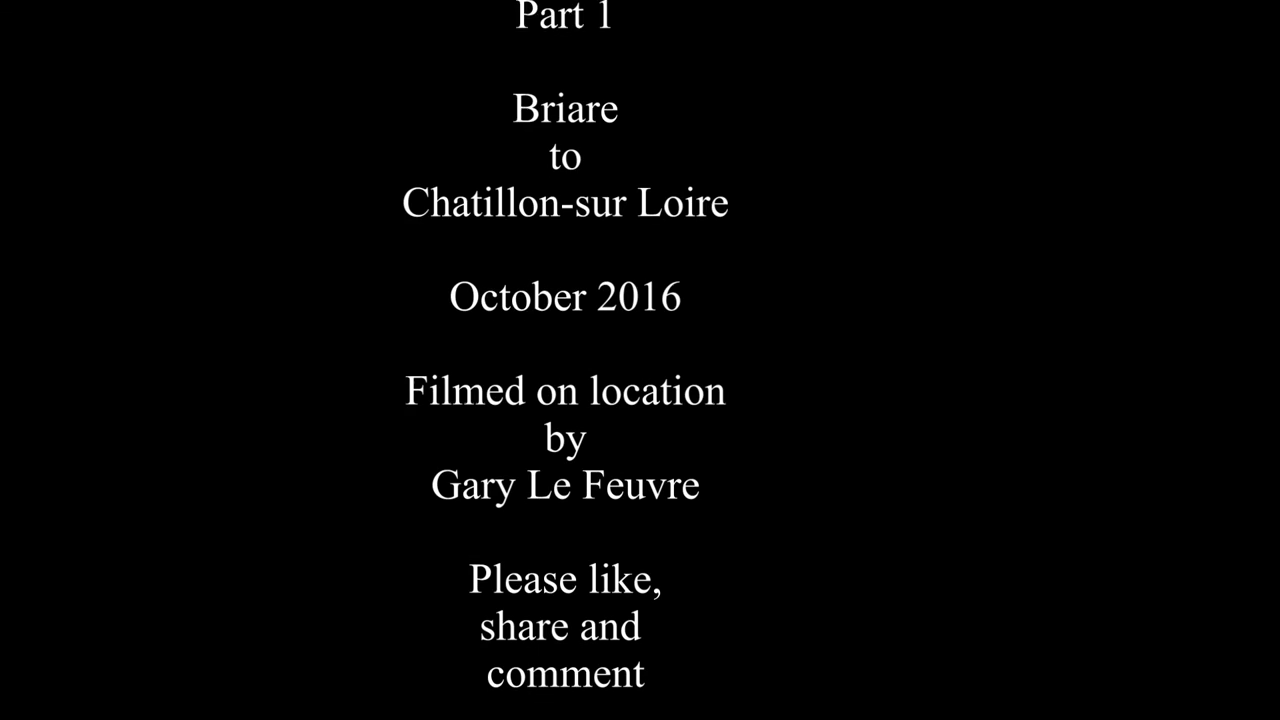 Part 1
Briare
to
Chatillon-sur Loire
October 2016
Filmed on location
by
Gary Le Feuvre
Please like,
share and
comment